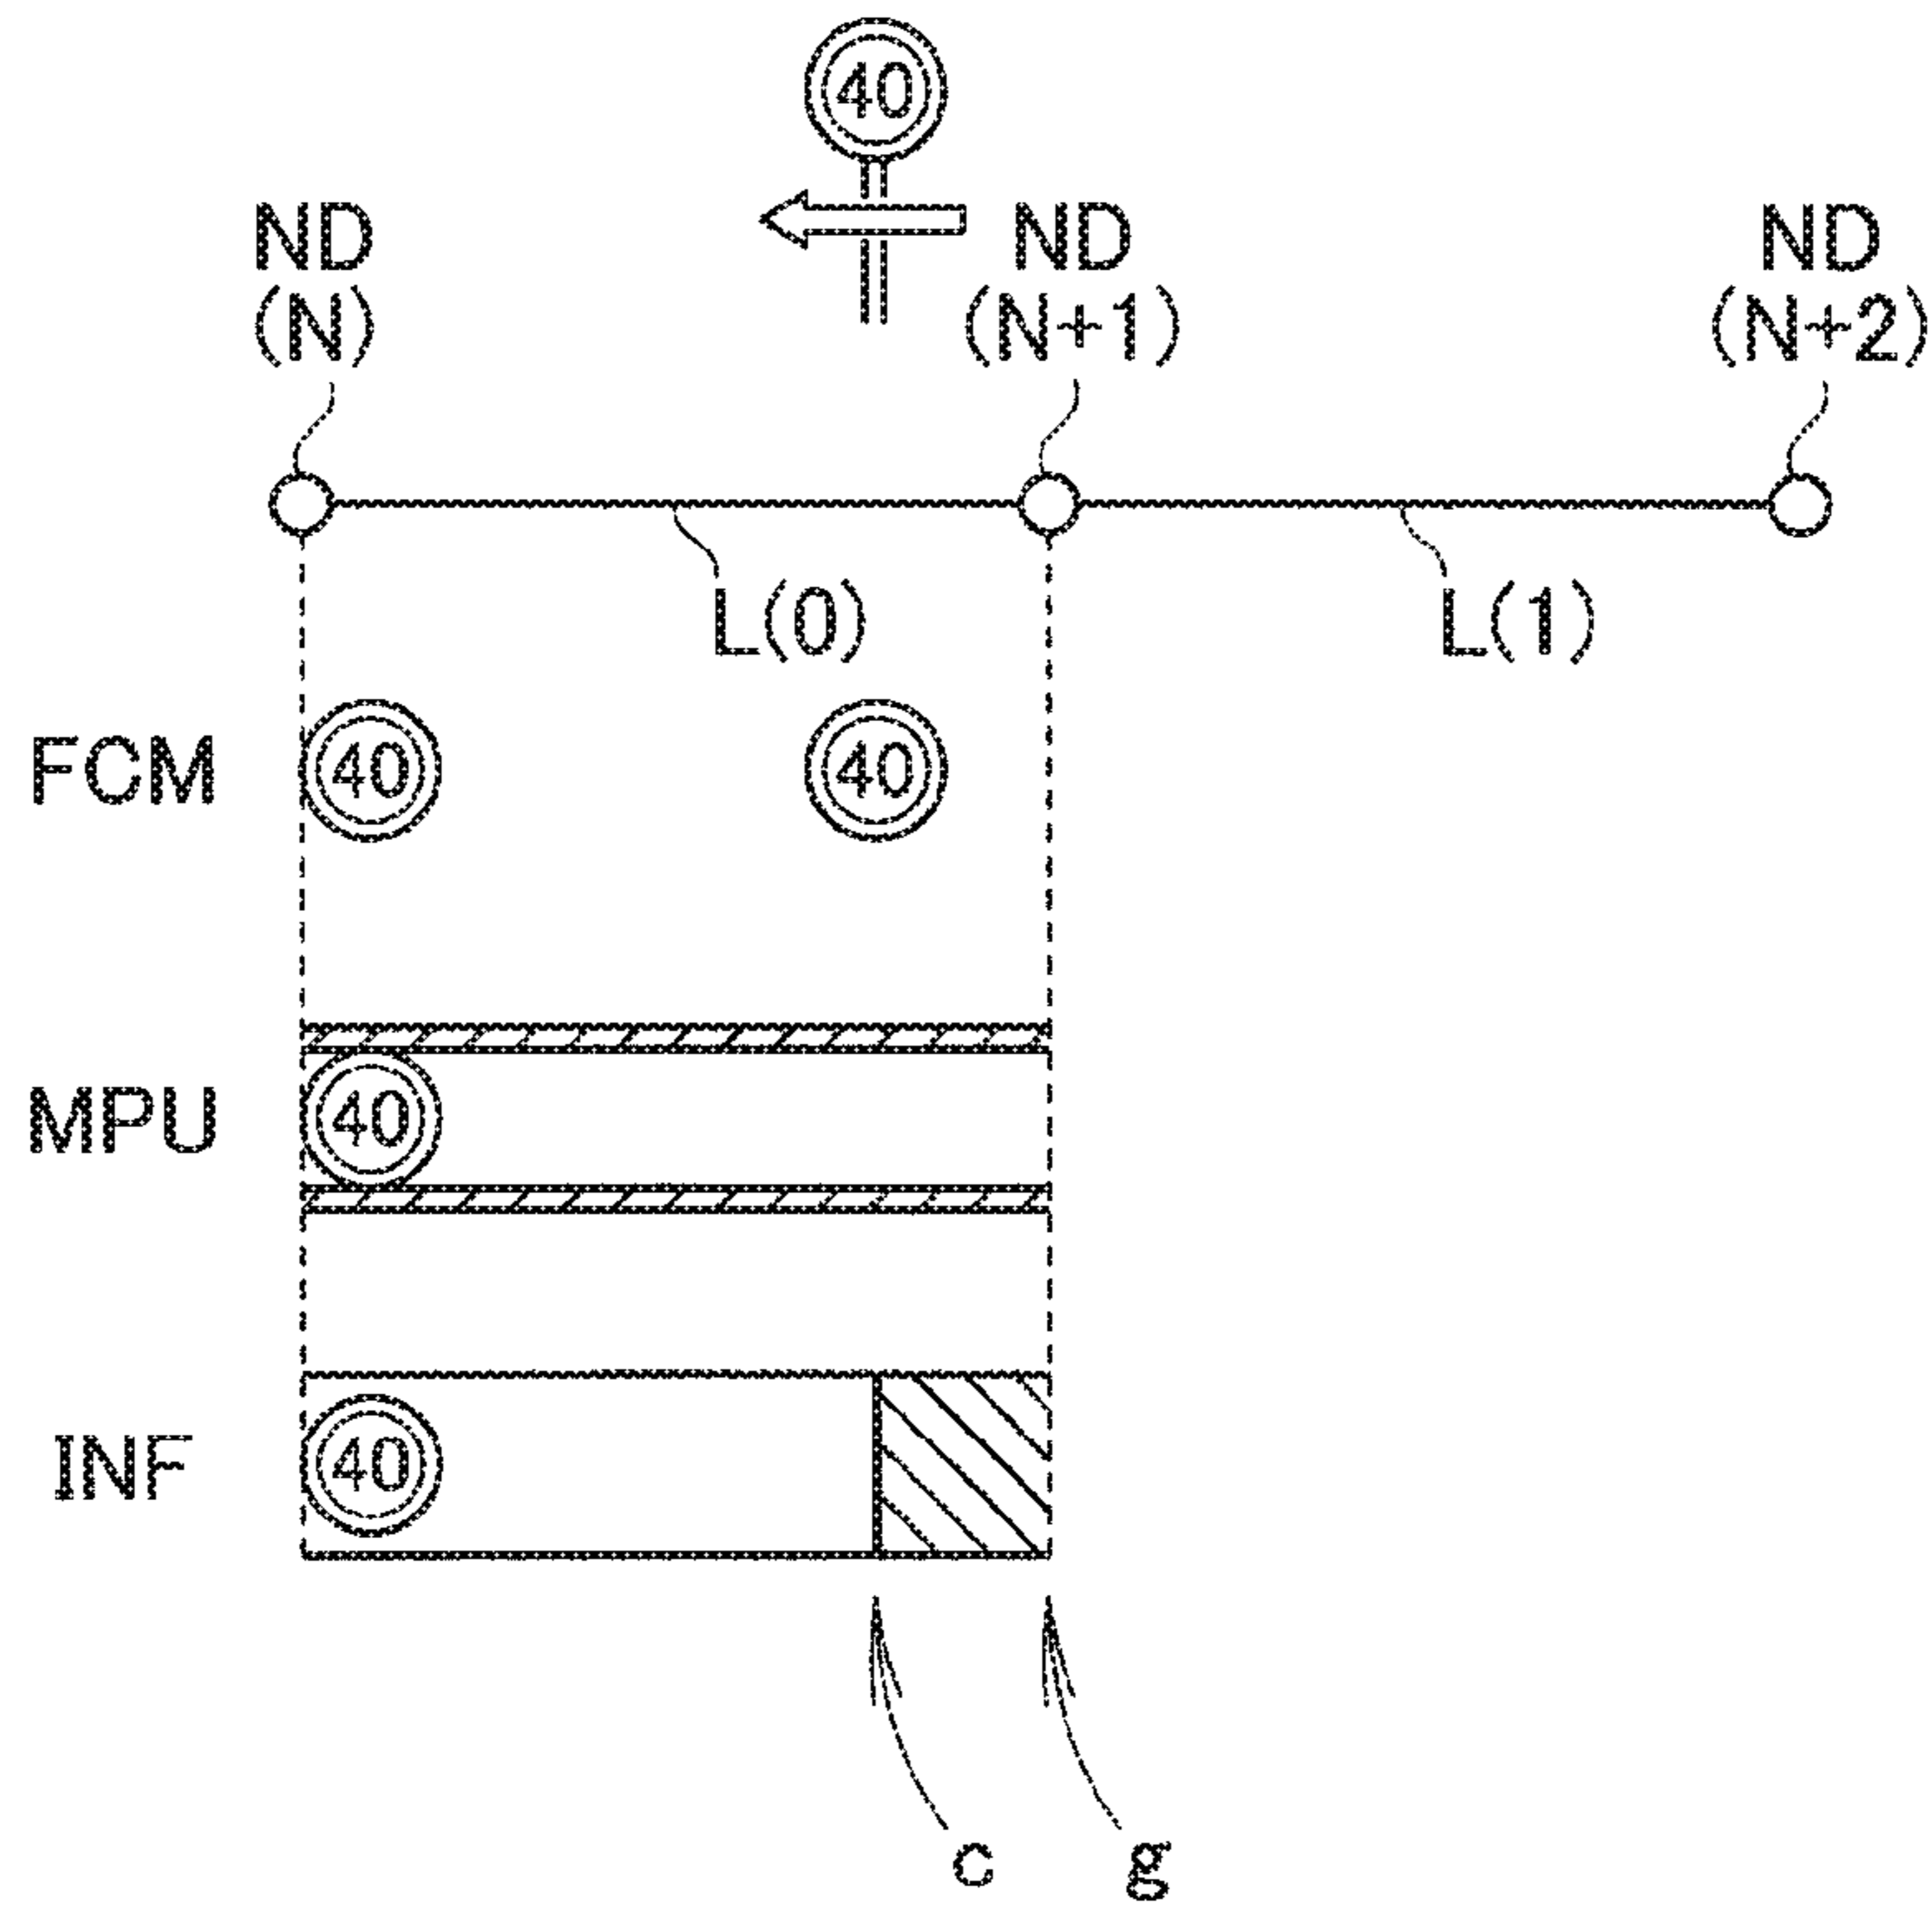 40
ND ND ND
(N) (N+1) (N+2)
L(0) L(1)
FCM 40 40
MPU 40
INF 40
c g